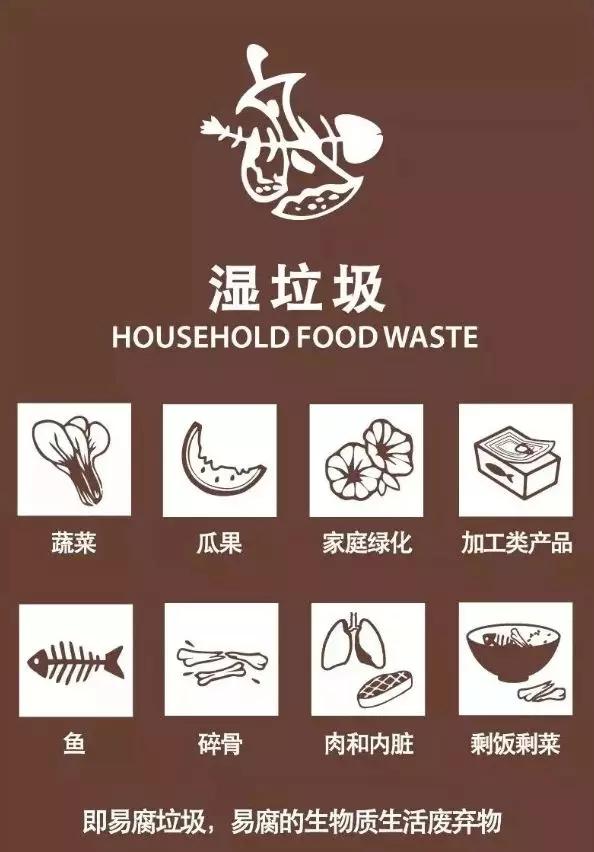 湿垃圾
HOUSEHOLD FOOD WASTE
蔬菜
瓜果
家庭绿化
加工类产品
鱼
碎骨
肉和内脏
剩饭剩菜
即易腐垃圾，易腐的生物质生活废弃物